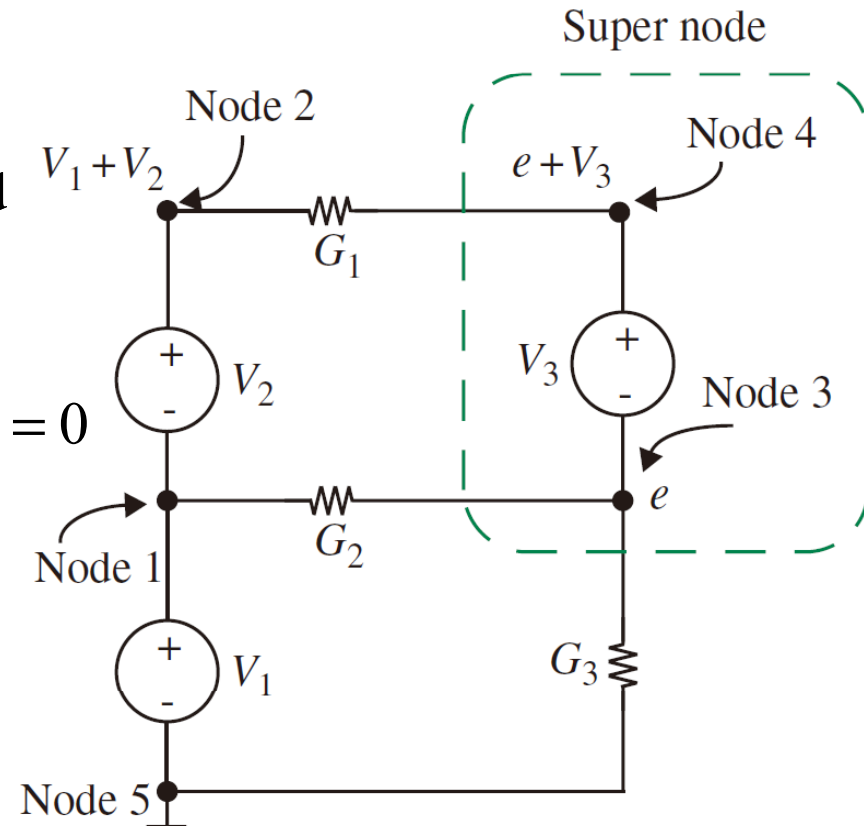 Super node
Node 2
Node 4
V₁ + V₂
e + V₃
G₁
+
V₂
-
+
V₃
-
Node 3
= 0
e
G₂
Node 1
+
V₁
-
G₃
Node 5